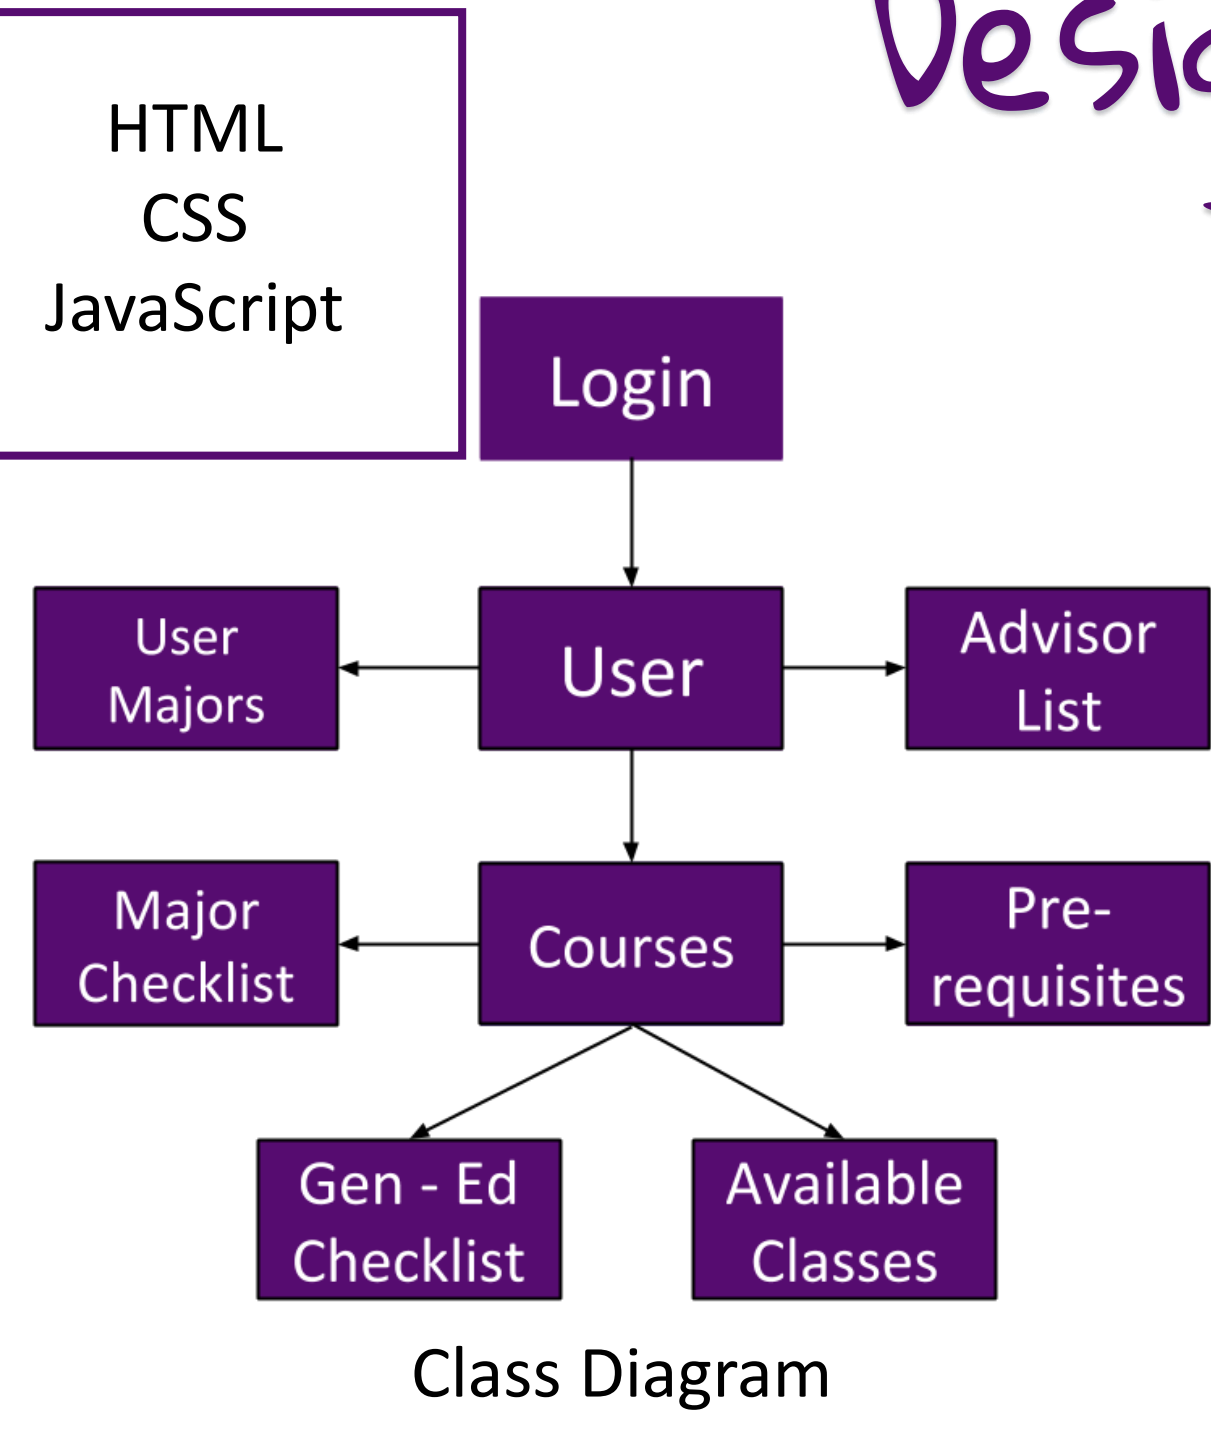 HTML
CSS
JavaScript
Login
User
Majors
User
Advisor
List
Major
Checklist
Courses
Pre-
requisites
Gen - Ed
Checklist
Available
Classes
Class Diagram